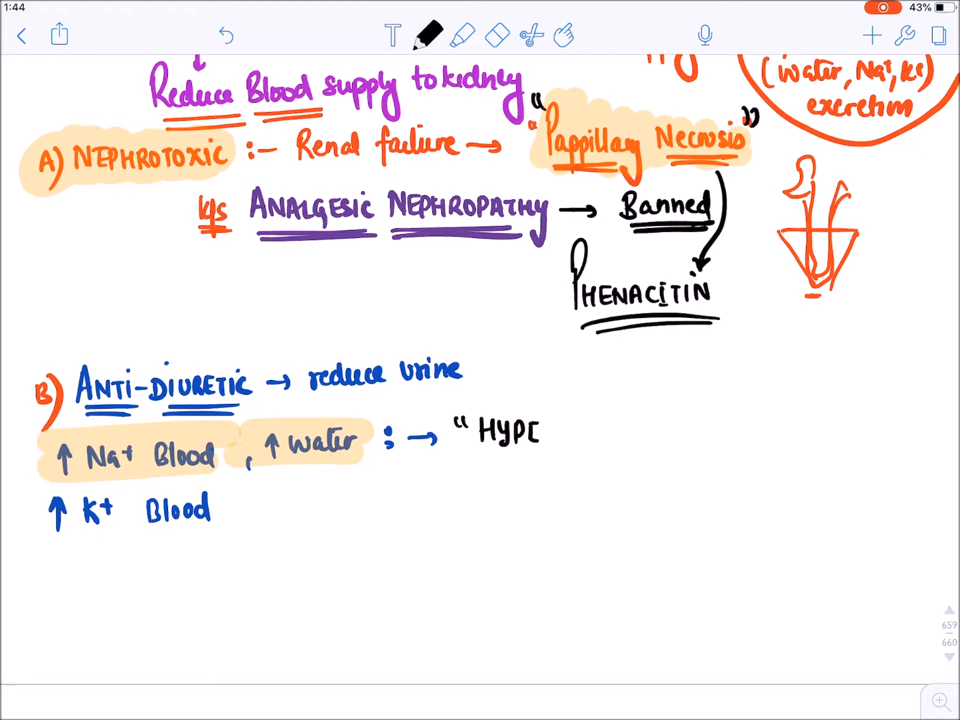 1:44
43%
T
Reduce Blood supply to kidney
(water, Na+, K+)
excretion
A) NEPHROTOXIC :- Renal failure → " "Pappillary Necrosis"
k/s ANALGESIC NEPHROPATHY → Banned
PHENACITIN
B) ANTI-DIURETIC → reduce urine
↑ Na+ Blood , ↑ water : → " HYPE
↑ K+ Blood
659
660